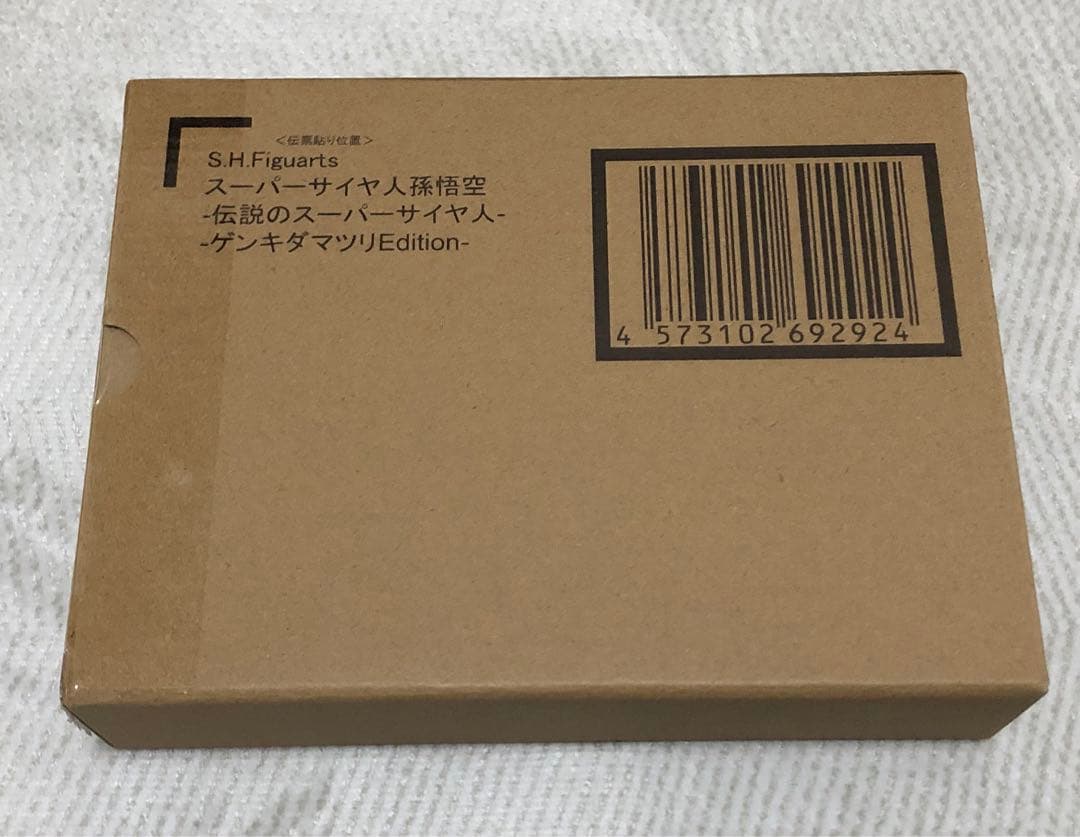 ＜伝票貼り位置＞
S.H.Figuarts
スーパーサイヤ人孫悟空
-伝説のスーパーサイヤ人-
-ゲンキダマツリEdition-
4 573102 692924